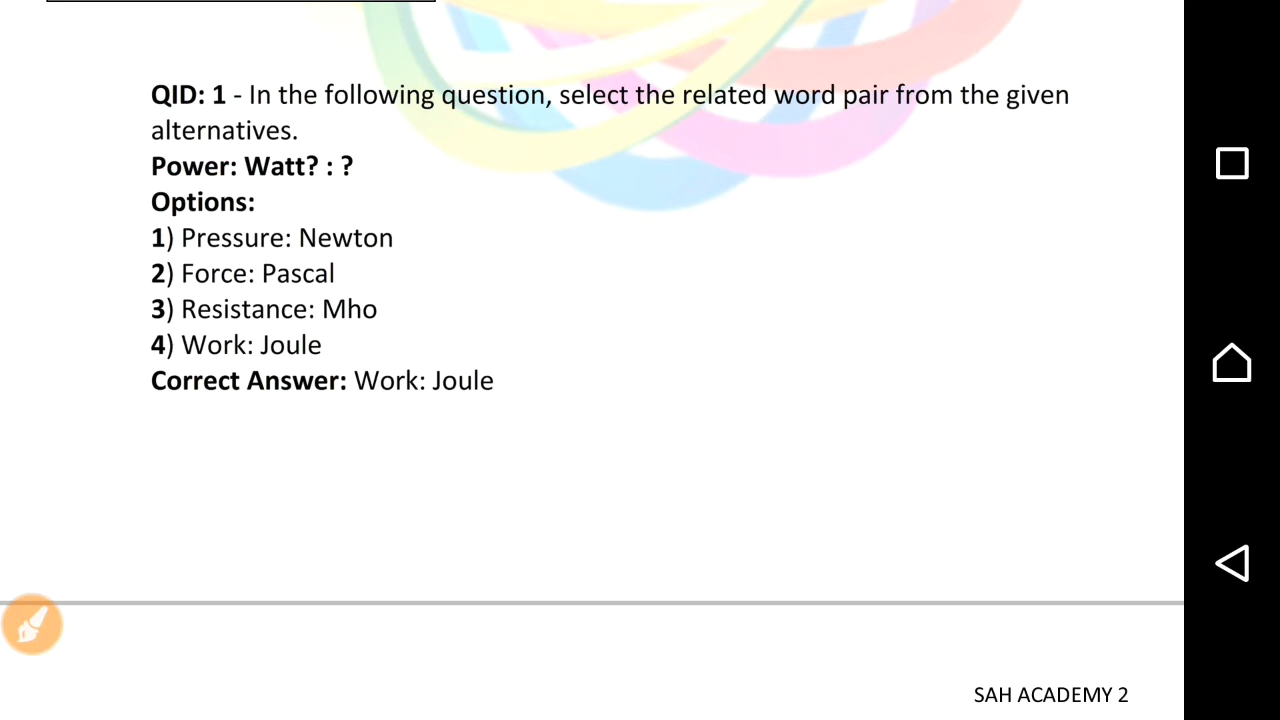 QID: 1 - In the following question, select the related word pair from the given
alternatives.
Power: Watt? : ?
Options:
1) Pressure: Newton
2) Force: Pascal
3) Resistance: Mho
4) Work: Joule
Correct Answer: Work: Joule
SAH ACADEMY 2